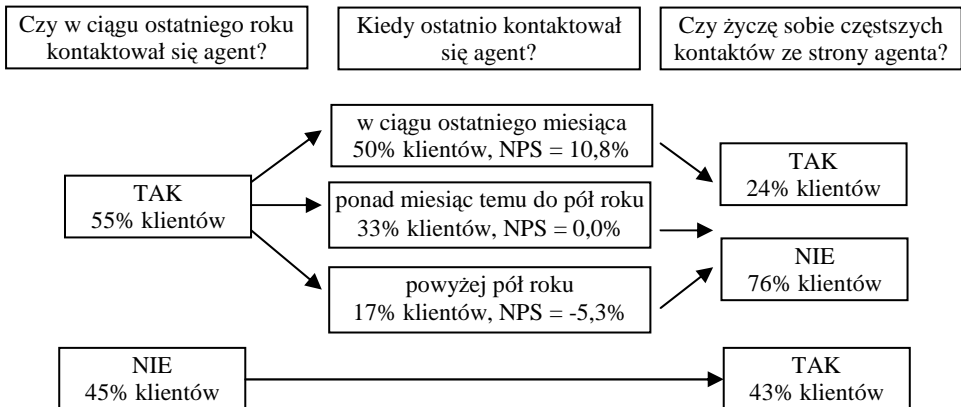 Czy w ciągu ostatniego roku
kontaktował się agent?
Kiedy ostatnio kontaktował
się agent?
Czy życzę sobie częstszych
kontaktów ze strony agenta?
w ciągu ostatniego miesiąca
50% klientów, NPS = 10,8%
TAK
55% klientów
ponad miesiąc temu do pół roku
33% klientów, NPS = 0,0%
powyżej pół roku
17% klientów, NPS = -5,3%
TAK
24% klientów
NIE
76% klientów
NIE
45% klientów
TAK
43% klientów